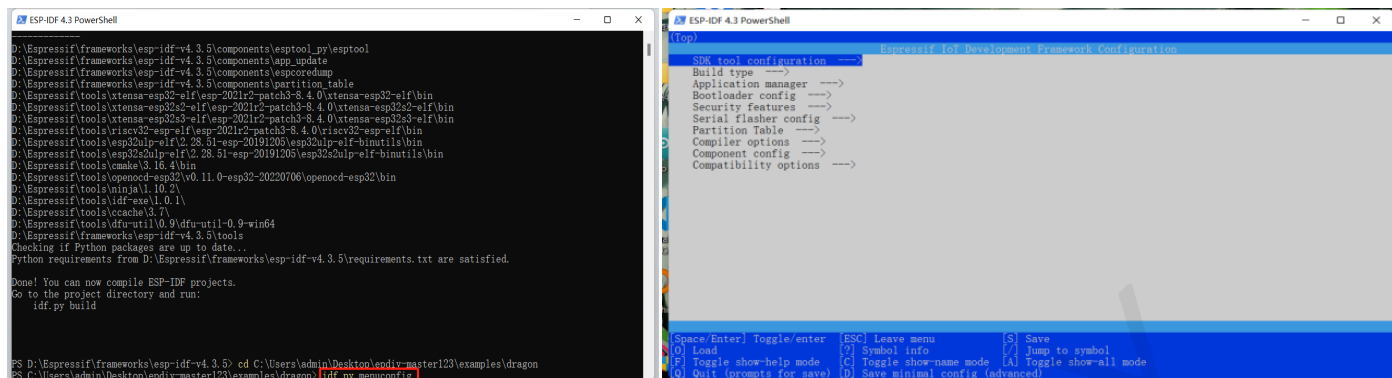 ESP-IDF 4.3 PowerShell
-------------
D:\Espressif\frameworks\esp-idf-v4.3.5\components\esptool_py\esptool
D:\Espressif\frameworks\esp-idf-v4.3.5\components\app_update
D:\Espressif\frameworks\esp-idf-v4.3.5\components\espcoredump
D:\Espressif\frameworks\esp-idf-v4.3.5\components\partition_table
D:\Espressif\tools\xtensa-esp32-elf\esp-2021r2-patch3-8.4.0\xtensa-esp32-elf\bin
D:\Espressif\tools\xtensa-esp32s2-elf\esp-2021r2-patch3-8.4.0\xtensa-esp32s2-elf\bin
D:\Espressif\tools\xtensa-esp32s3-elf\esp-2021r2-patch3-8.4.0\xtensa-esp32s3-elf\bin
D:\Espressif\tools\riscv32-esp-elf\esp-2021r2-patch3-8.4.0\riscv32-esp-elf\bin
D:\Espressif\tools\esp32ulp-elf\2.28.51-esp-20191205\esp32ulp-elf-binutils\bin
D:\Espressif\tools\esp32s2ulp-elf\2.28.51-esp-20191205\esp32s2ulp-elf-binutils\bin
D:\Espressif\tools\cmake\3.16.4\bin
D:\Espressif\tools\openocd-esp32\v0.11.0-esp32-20220706\openocd-esp32\bin
D:\Espressif\tools\ninja\1.10.2\
D:\Espressif\tools\idf-exe\1.0.1\
D:\Espressif\tools\ccache\3.7\
D:\Espressif\tools\dfu-util\0.9\dfu-util-0.9-win64
D:\Espressif\frameworks\esp-idf-v4.3.5\tools
Checking if Python packages are up to date...
Python requirements from D:\Espressif\frameworks\esp-idf-v4.3.5\requirements.txt are satisfied.
Done! You can now compile ESP-IDF projects.
Go to the project directory and run:
idf.py build
PS D:\Espressif\frameworks\esp-idf-v4.3.5> cd C:\Users\admin\Desktop\epdiy-master123\examples\dragon
PS C:\Users\admin\Desktop\epdiy-master123\examples\dragon> idf.py menuconfig
ESP-IDF 4.3 PowerShell
(Top)
Espressif IoT Development Framework Configuration
SDK tool configuration --->
Build type --->
Application manager --->
Bootloader config --->
Security features --->
Serial flasher config --->
Partition Table --->
Compiler options --->
Component config --->
Compatibility options --->
[Space/Enter] Toggle/enter [ESC] Leave menu [S] Save
[O] Load [?] Symbol info [/] Jump to symbol
[F] Toggle show-help mode [C] Toggle show-name mode [A] Toggle show-all mode
[Q] Quit (prompts for save) [D] Save minimal config (advanced)